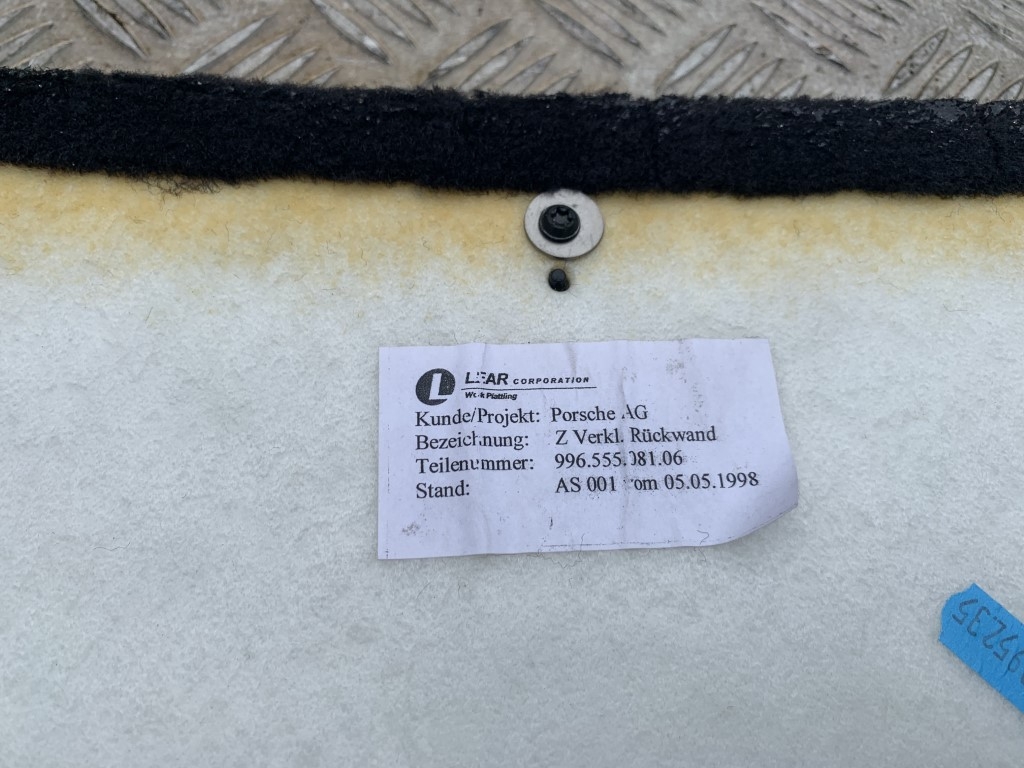 L LEAR CORPORATION
Werk Plattling
Kunde/Projekt: Porsche AG
Bezeichnung: Z Verkl. Rückwand
Teilenummer: 996.555.081.06
Stand: AS 001 vom 05.05.1998